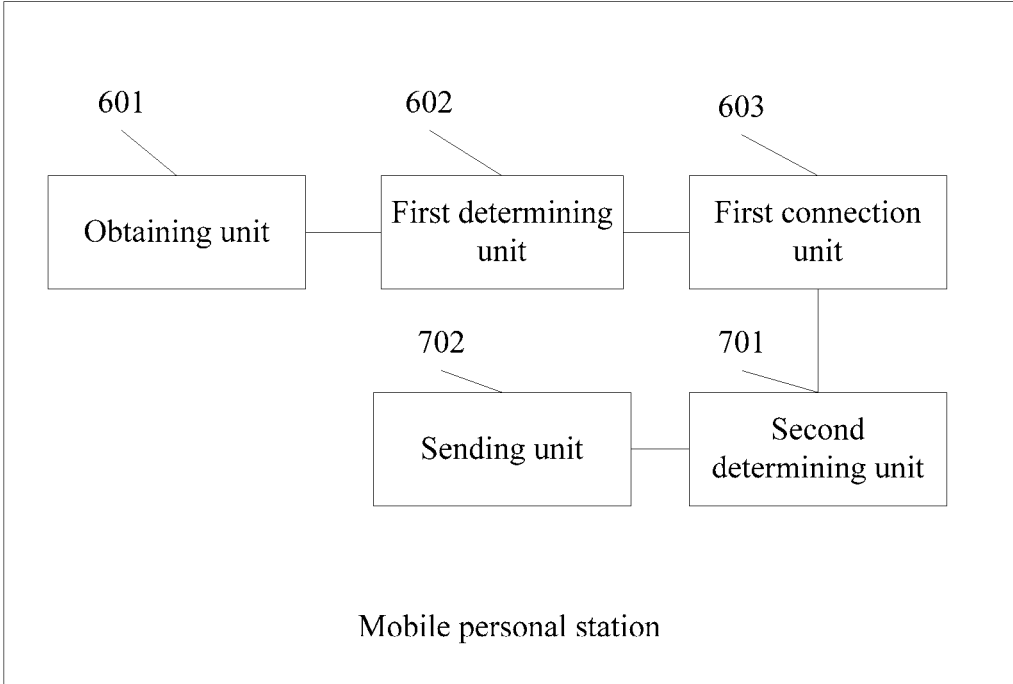 601
602
603
Obtaining unit
First determining
unit
First connection
unit
702
701
Sending unit
Second
determining unit
Mobile personal station